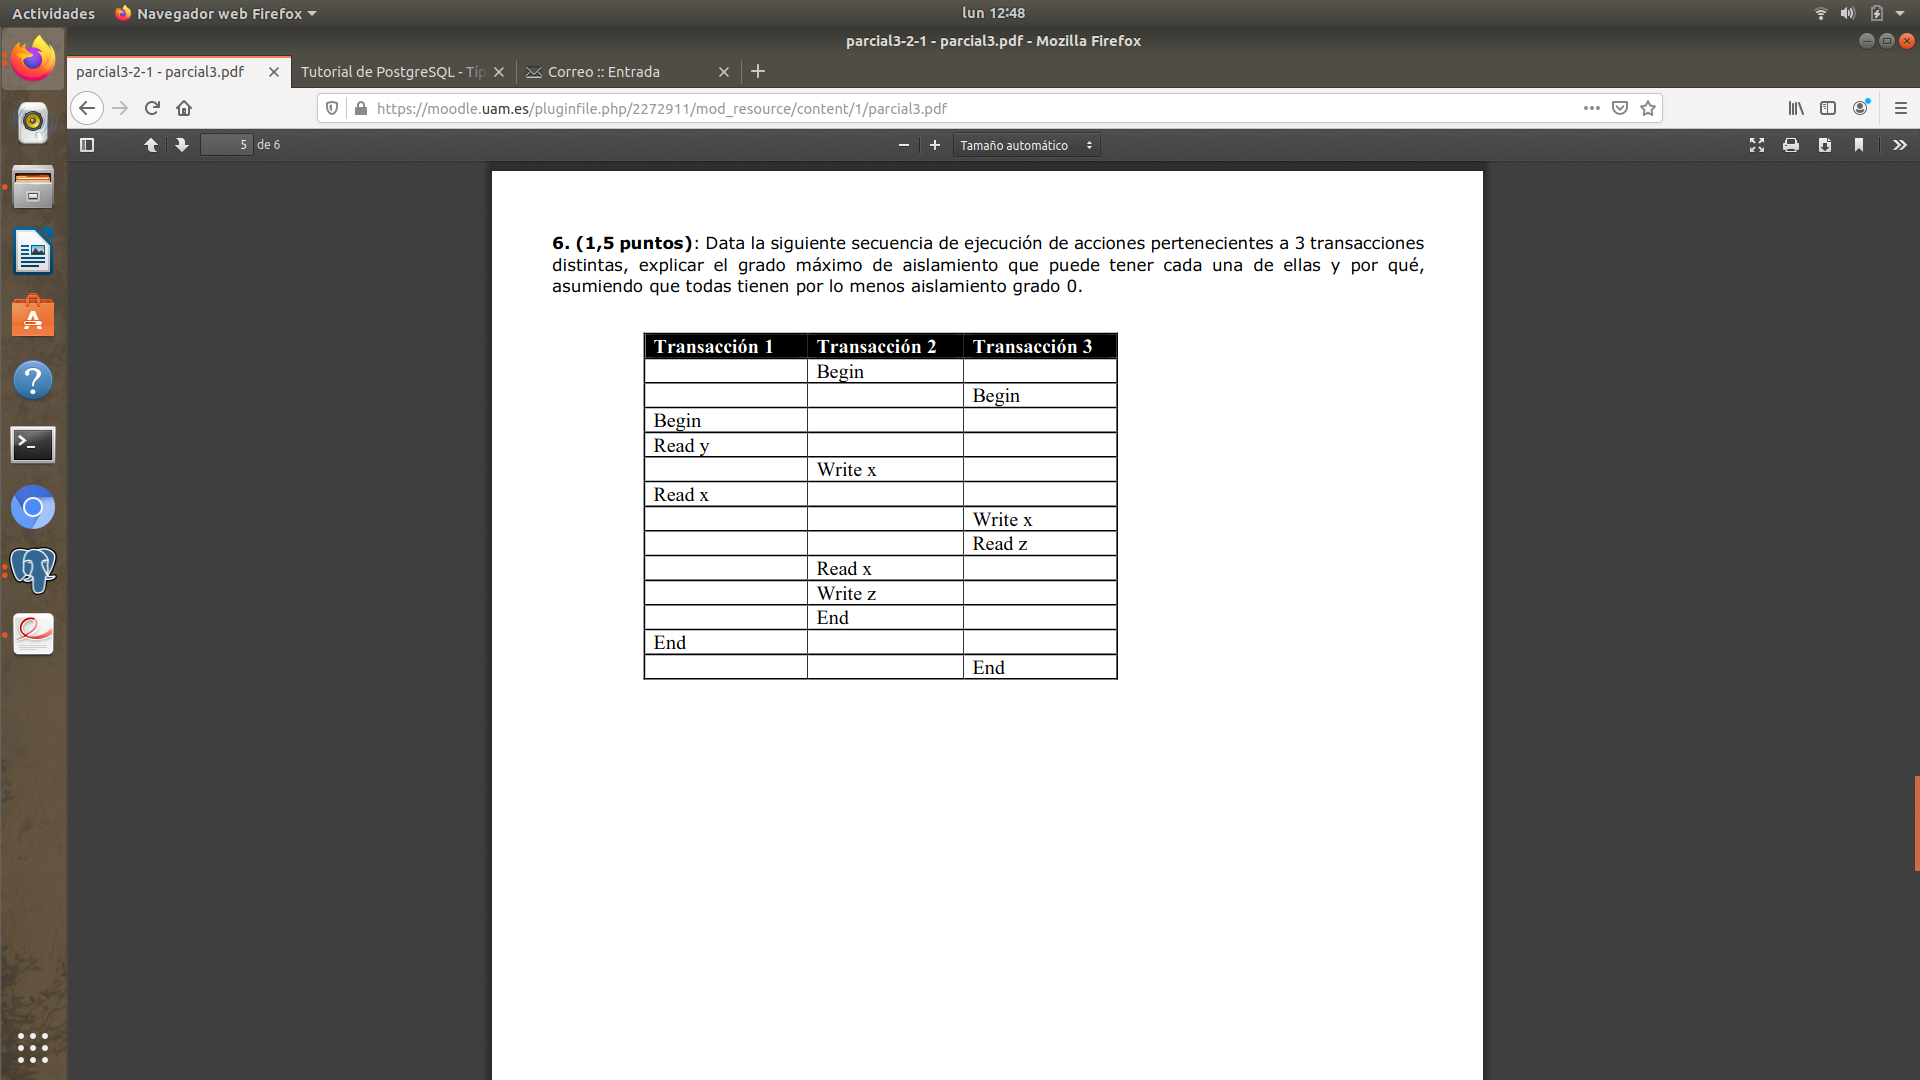 Actividades Navegador web Firefox lun 12:48
parcial3-2-1 - parcial3.pdf - Mozilla Firefox
parcial3-2-1 - parcial3.pdf Tutorial de PostgreSQL - Tip Correo :: Entrada
https://moodle.uam.es/pluginfile.php/2272911/mod_resource/content/1/parcial3.pdf
5 de 6 Tamaño automático
6. (1,5 puntos): Data la siguiente secuencia de ejecución de acciones pertenecientes a 3 transacciones
distintas, explicar el grado máximo de aislamiento que puede tener cada una de ellas y por qué,
asumiendo que todas tienen por lo menos aislamiento grado 0.
Transacción 1 Transacción 2 Transacción 3
Begin
Begin
Begin
Read y
Write x
Read x
Write x
Read z
Read x
Write z
End
End
End